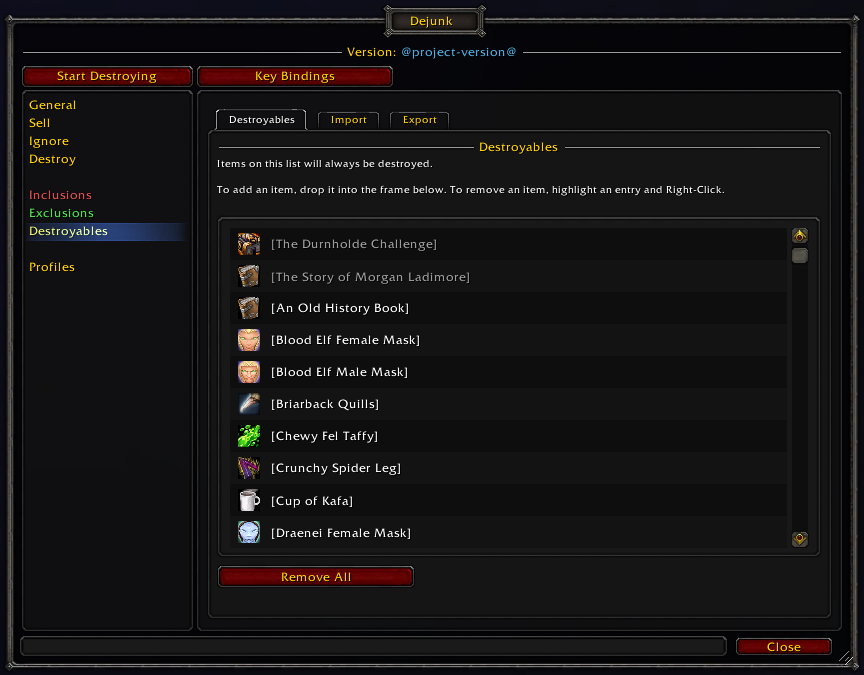 Dejunk
Version: @project-version@
Start Destroying
Key Bindings
General
Sell
Ignore
Destroy
Inclusions
Exclusions
Destroyables
Profiles
Destroyables
Import
Export
Destroyables
Items on this list will always be destroyed.
To add an item, drop it into the frame below. To remove an item, highlight an entry and Right-Click.
[The Durnholde Challenge]
[The Story of Morgan Ladimore]
[An Old History Book]
[Blood Elf Female Mask]
[Blood Elf Male Mask]
[Briarback Quills]
[Chewy Fel Taffy]
[Crunchy Spider Leg]
[Cup of Kafa]
[Draenei Female Mask]
Remove All
Close